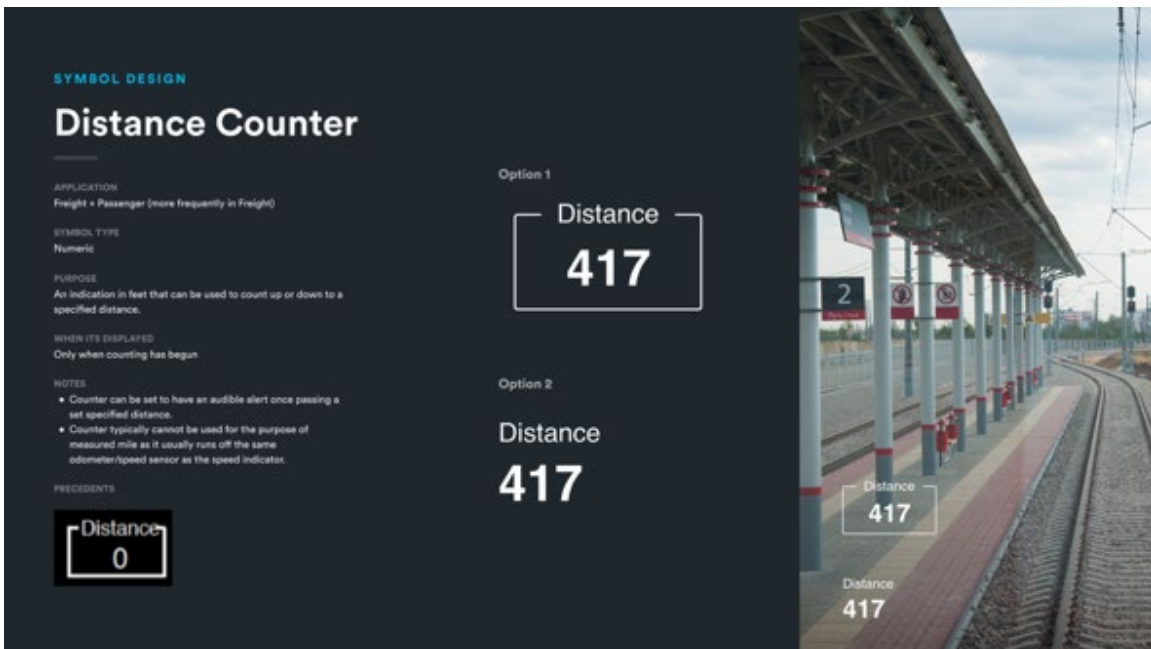 SYMBOL DESIGN
Distance Counter
APPLICATION
Freight + Passenger (more frequently in Freight)
SYMBOL TYPE
Numeric
PURPOSE
An indication in feet that can be used to count up or down to a
specified distance.
WHEN ITS DISPLAYED
Only when counting has begun
NOTES
• Counter can be set to have an audible alert once passing a
set specified distance.
• Counter typically cannot be used for the purpose of
measured mile as it usually runs off the same
odometer/speed sensor as the speed indicator.
PRECEDENTS
Distance
0
Option 1
Distance
417
Option 2
Distance
417
2
Distance
417
Distance
417